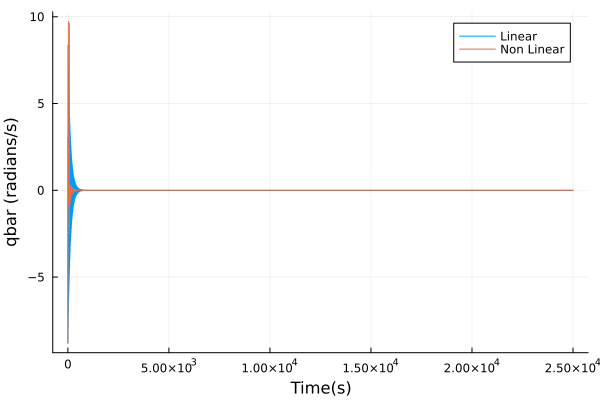 10
5
0
−5
qbar (radians/s)
Linear
Non Linear
0 5.00×10³ 1.00×10⁴ 1.50×10⁴ 2.00×10⁴ 2.50×10⁴
Time(s)